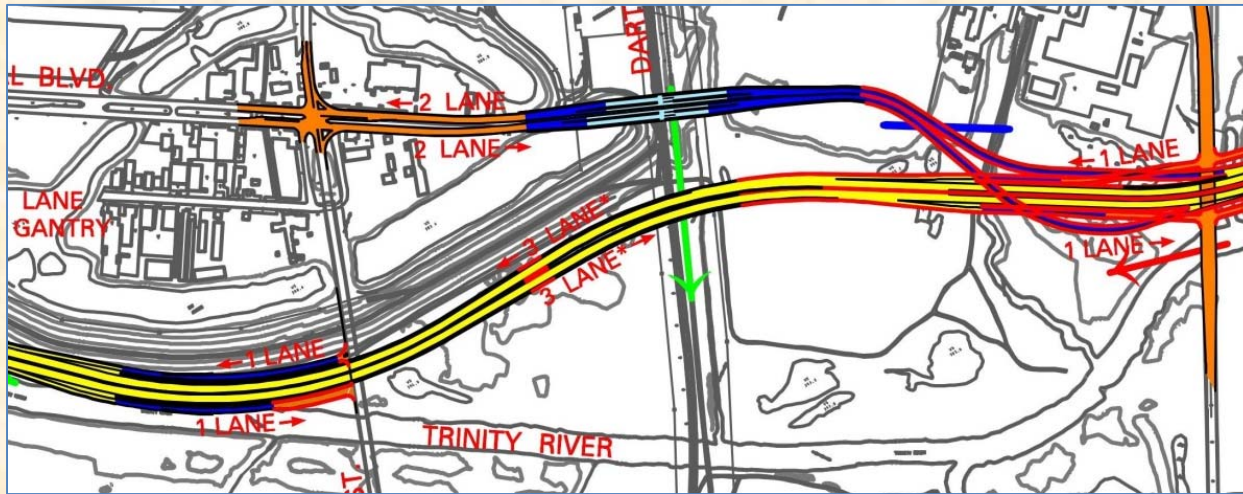 L BLVD.
← 2 LANE
2 LANE →
DART
← 1 LANE
LANE
GANTRY
← 3 LANE*
3 LANE* →
1 LANE →
← 1 LANE
1 LANE →
TRINITY RIVER
ST.